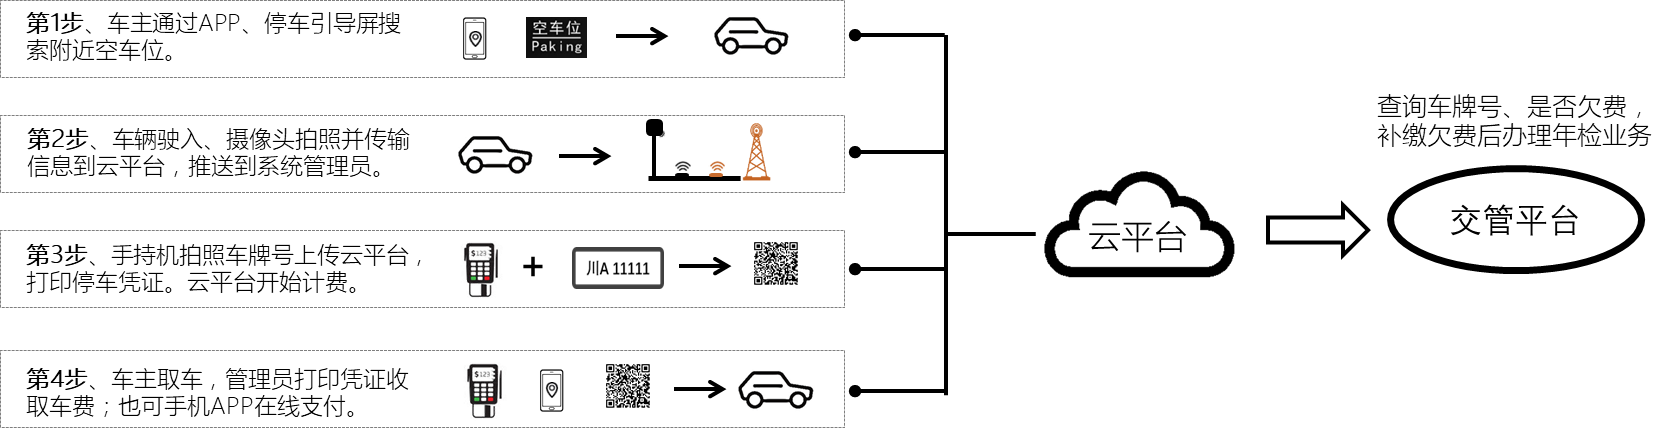 第1步、车主通过APP、停车引导屏搜
索附近空车位。
空车位
Paking
第2步、车辆驶入、摄像头拍照并传输
信息到云平台，推送到系统管理员。
第3步、手持机拍照车牌号上传云平台，
打印停车凭证。云平台开始计费。
$123
川A 11111
第4步、车主取车，管理员打印凭证收
取车费；也可手机APP在线支付。
$123
云平台
查询车牌号、是否欠费，
补缴欠费后办理年检业务
交管平台